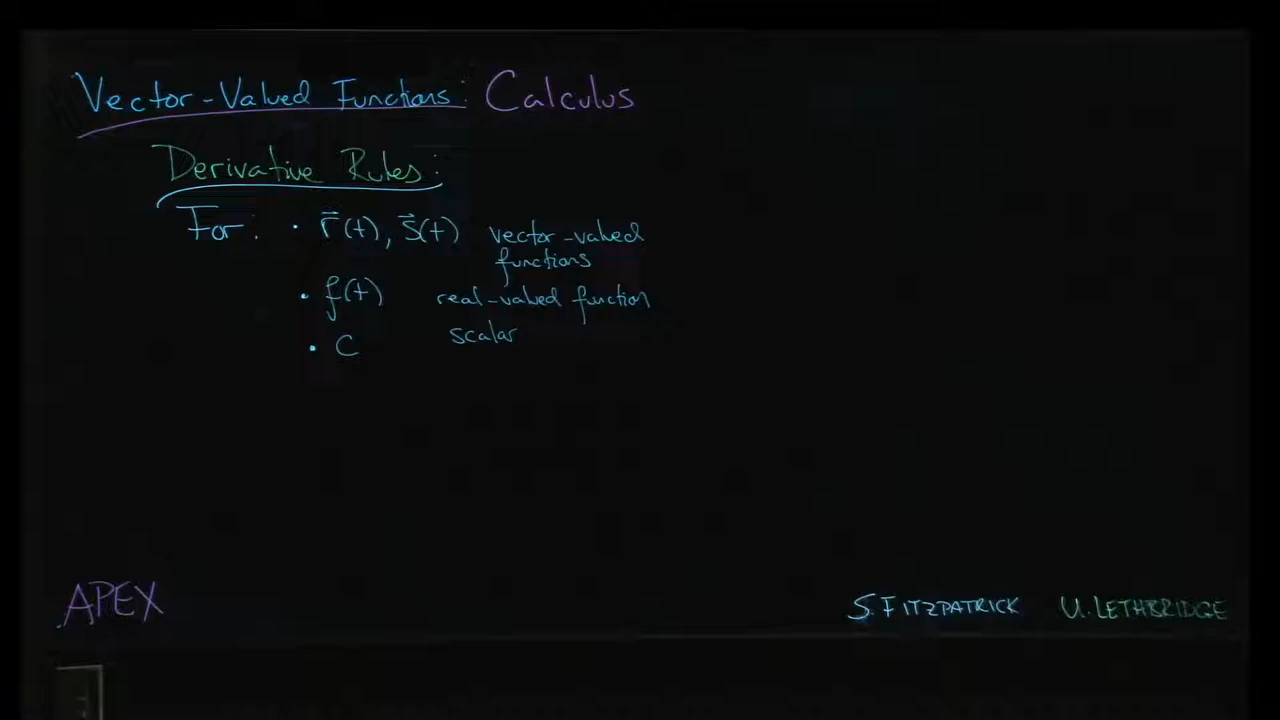 Vector-Valued Functions: Calculus
Derivative Rules:
For: • r⃗(t), s⃗(t) vector-valued
functions
• f(t) real-valued function
• c scalar
APEX
S. FITZPATRICK U. LETHBRIDGE